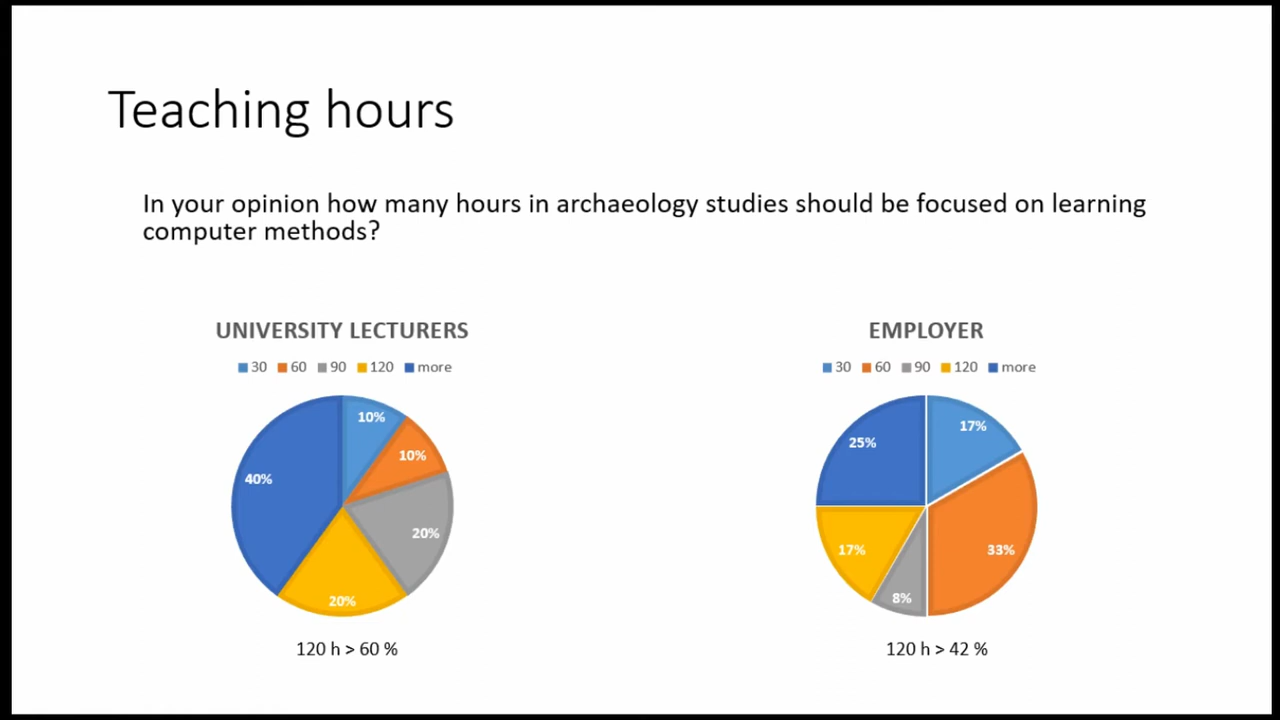 Teaching hours
In your opinion how many hours in archaeology studies should be focused on learning
computer methods?
UNIVERSITY LECTURERS
30 60 90 120 more
10%
10%
40%
20%
20%
120 h > 60 %
EMPLOYER
30 60 90 120 more
17%
25%
33%
17%
8%
120 h > 42 %